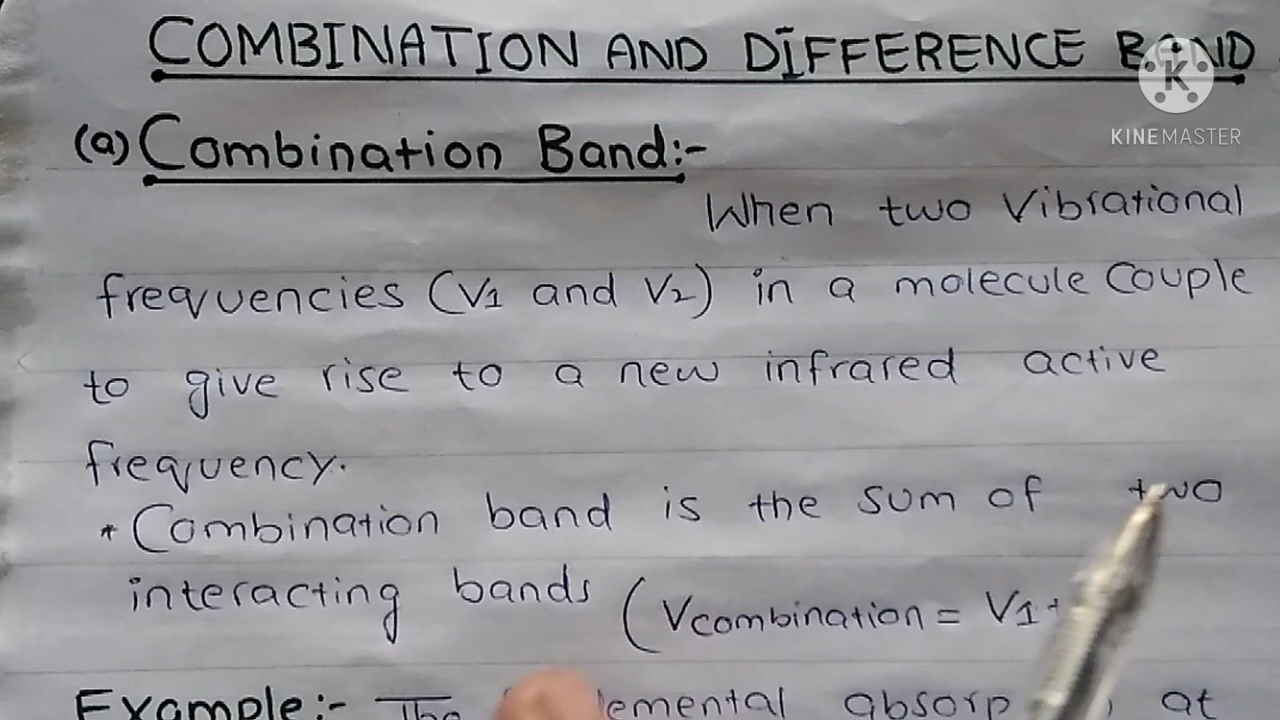 COMBINATION AND DIFFERENCE BAND
KINEMASTER
(a) Combination Band:-
When two Vibrational
frequencies (V1 and V2) in a molecule Couple
to give rise to a new infrared active
frequency.
* Combination band is the sum of two
interacting bands (Vcombination = V1+
Example:- The absorp at